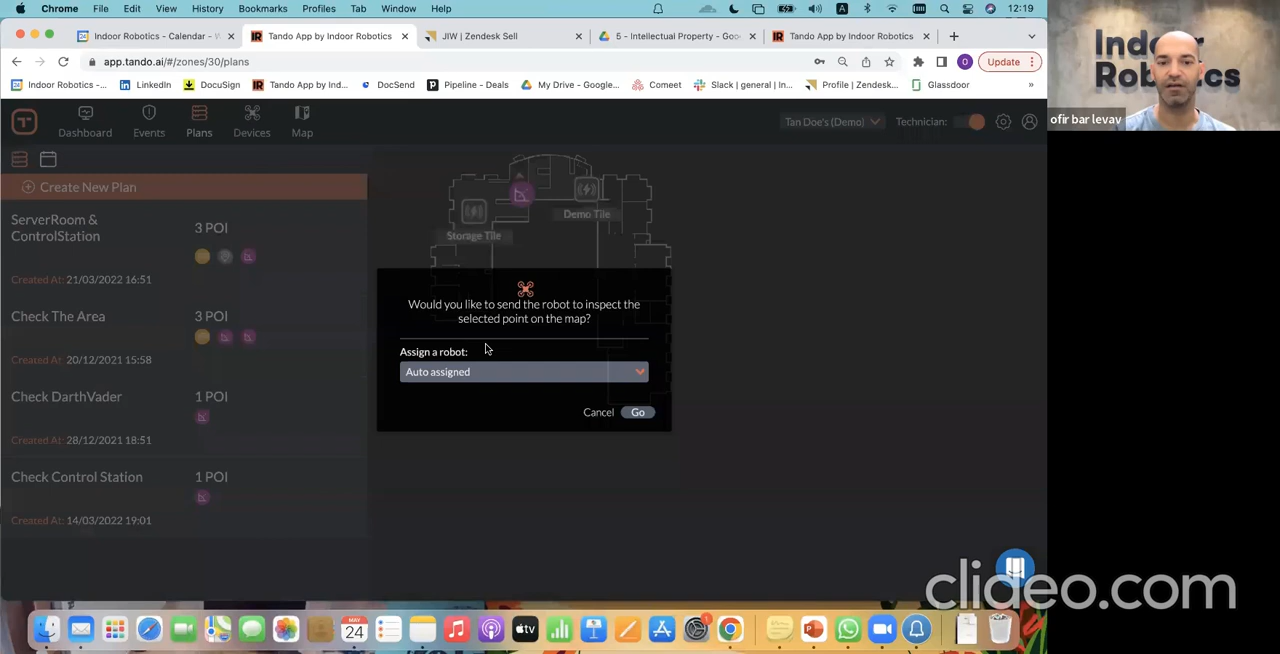 Chrome File Edit View History Bookmarks Profiles Tab Window Help A 12:19
Indoor Robotics - Calendar - W
Tando App by Indoor Robotics
JIW | Zendesk Sell
5 - Intellectual Property - Goo
Tando App by Indoor Robotics
app.tando.ai/#/zones/30/plans
O
Update
Indoor Robotics -...
LinkedIn
DocuSign
Tando App by Ind...
DocSend
Pipeline - Deals
My Drive - Google...
Comeet
Slack | general | In...
Profile | Zendesk...
Glassdoor
»
Dashboard
Events
Plans
Devices
Map
Tan Doe's (Demo)
Technician:
Create New Plan
ServerRoom &
ControlStation
3 POI
Created At: 21/03/2022 16:51
Check The Area
3 POI
Created At: 20/12/2021 15:58
Check DarthVader
1 POI
Created At: 28/12/2021 18:51
Check Control Station
1 POI
Created At: 14/03/2022 19:01
Demo Tile
Storage Tile
Would you like to send the robot to inspect the
selected point on the map?
Assign a robot:
Auto assigned
Cancel
Go
Indoor
Robotics
ofir bar levav
clideo.com
MAY
24
tv
1